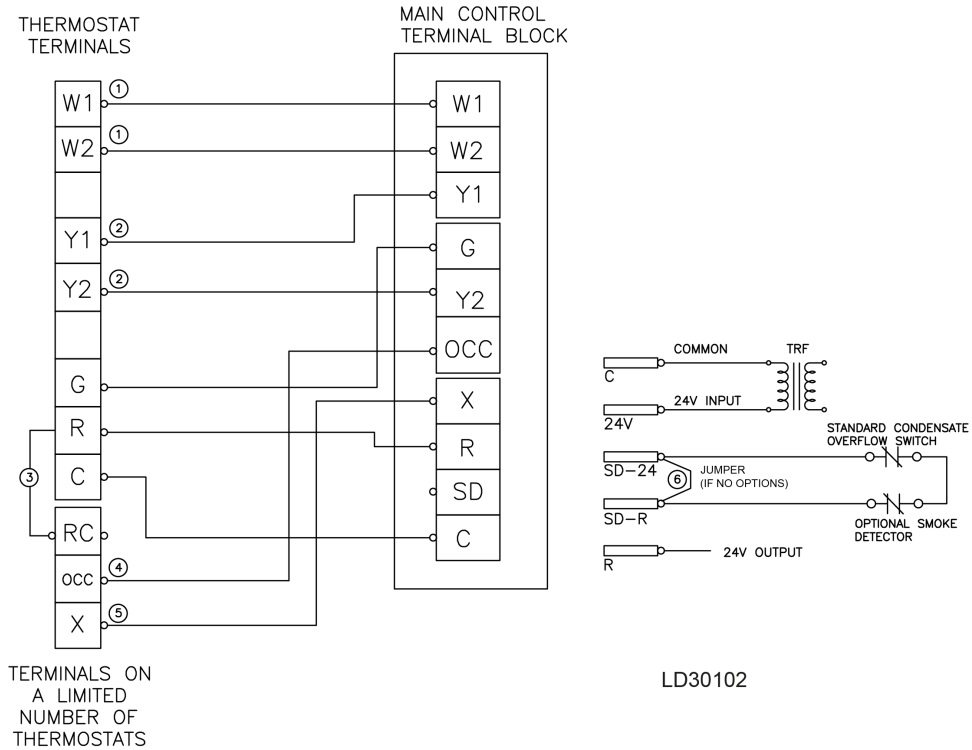 THERMOSTAT
TERMINALS
W1
①
W2
①
Y1
②
Y2
②
G
R
C
③
RC
OCC
④
X
⑤
TERMINALS ON
A LIMITED
NUMBER OF
THERMOSTATS
MAIN CONTROL
TERMINAL BLOCK
W1
W2
Y1
G
Y2
OCC
X
R
SD
C
COMMON
TRF
C
24V INPUT
24V
STANDARD CONDENSATE
OVERFLOW SWITCH
SD-24
⑥
JUMPER
(IF NO OPTIONS)
SD-R
OPTIONAL SMOKE
DETECTOR
24V OUTPUT
R
LD30102